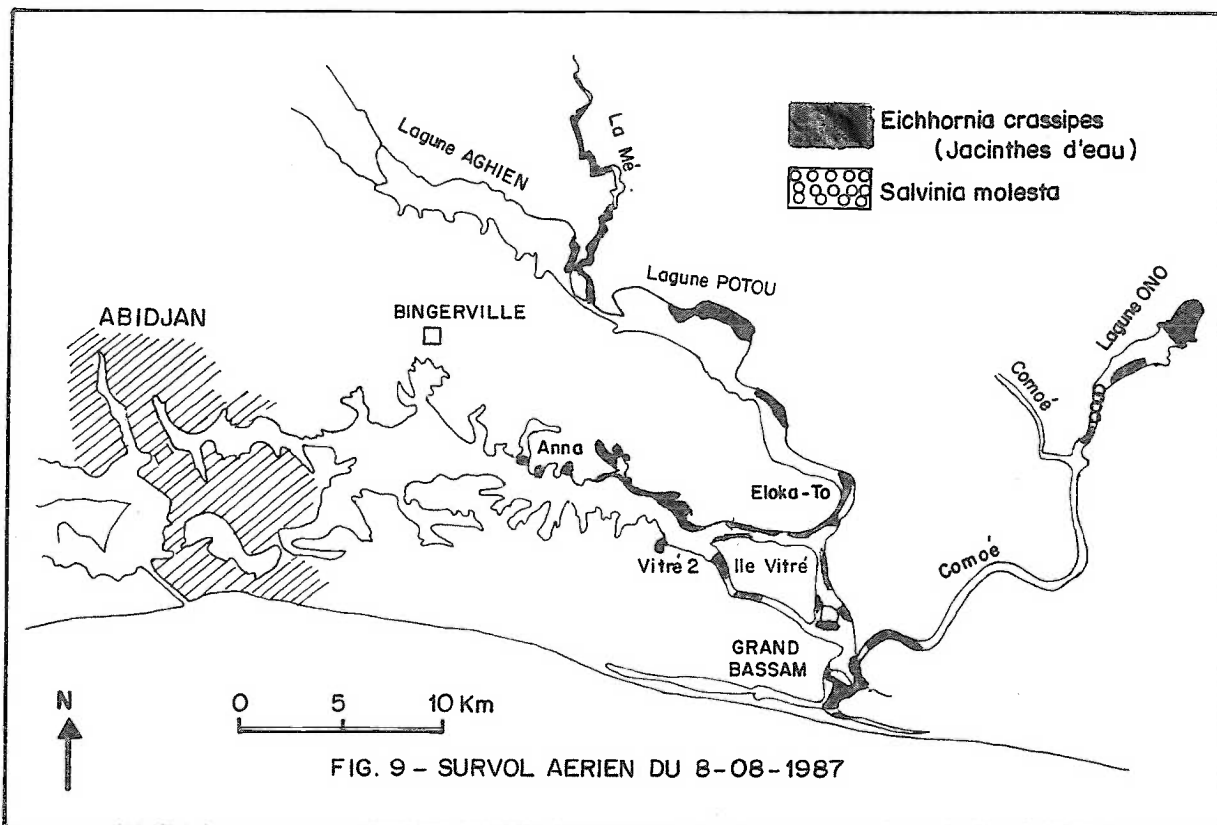 Eichhornia crassipes
(Jacinthes d'eau)
Salvinia molesta
Lagune AGHIEN
La Mé
Lagune POTOU
Lagune ONO
ABIDJAN
BINGERVILLE
Comoé
Anna
Eloka-To
Vitré 2
Ile Vitré
Comoé
GRAND
BASSAM
N
0 5 10 Km
FIG. 9 - SURVOL AERIEN DU 8-08-1987